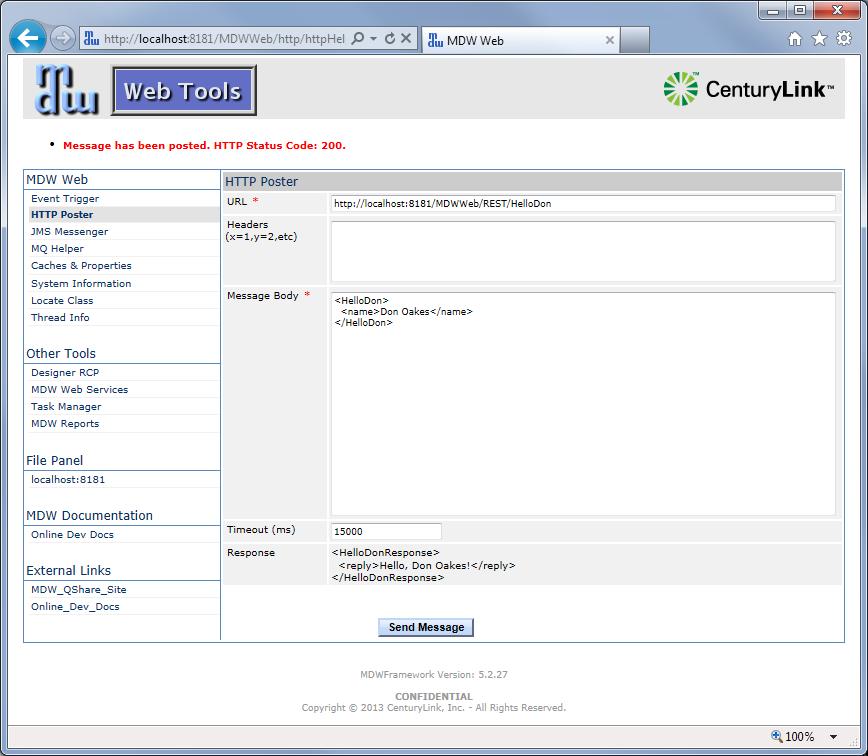 http://localhost:8181/MDWWeb/http/httpHel
MDW Web
mdw
Web Tools
CenturyLink™
Message has been posted. HTTP Status Code: 200.
MDW Web
Event Trigger
HTTP Poster
JMS Messenger
MQ Helper
Caches & Properties
System Information
Locate Class
Thread Info
Other Tools
Designer RCP
MDW Web Services
Task Manager
MDW Reports
File Panel
localhost:8181
MDW Documentation
Online Dev Docs
External Links
MDW_QShare_Site
Online_Dev_Docs
HTTP Poster
URL *
http://localhost:8181/MDWWeb/REST/HelloDon
Headers
(x=1,y=2,etc)
Message Body *
<HelloDon>
<name>Don Oakes</name>
</HelloDon>
Timeout (ms)
15000
Response
<HelloDonResponse>
<reply>Hello, Don Oakes!</reply>
</HelloDonResponse>
Send Message
MDWFramework Version: 5.2.27
CONFIDENTIAL
Copyright © 2013 CenturyLink, Inc. - All Rights Reserved.
100%